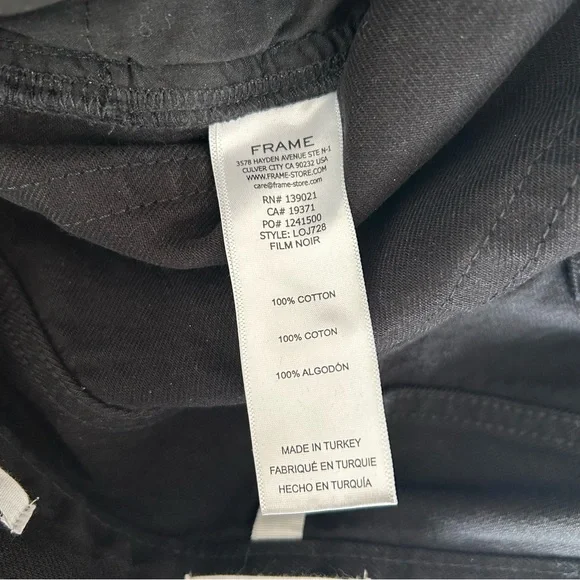 FRAME
3578 HAYDEN AVENUE STE N-1
CULVER CITY CA 90232 USA
WWW.FRAME-STORE.COM
care@frame-store.com
RN# 139021
CA# 19371
PO# 1241500
STYLE: LOJ728
FILM NOIR
100% COTTON
100% COTON
100% ALGODÓN
MADE IN TURKEY
FABRIQUÉ EN TURQUIE
HECHO EN TURQUÍA